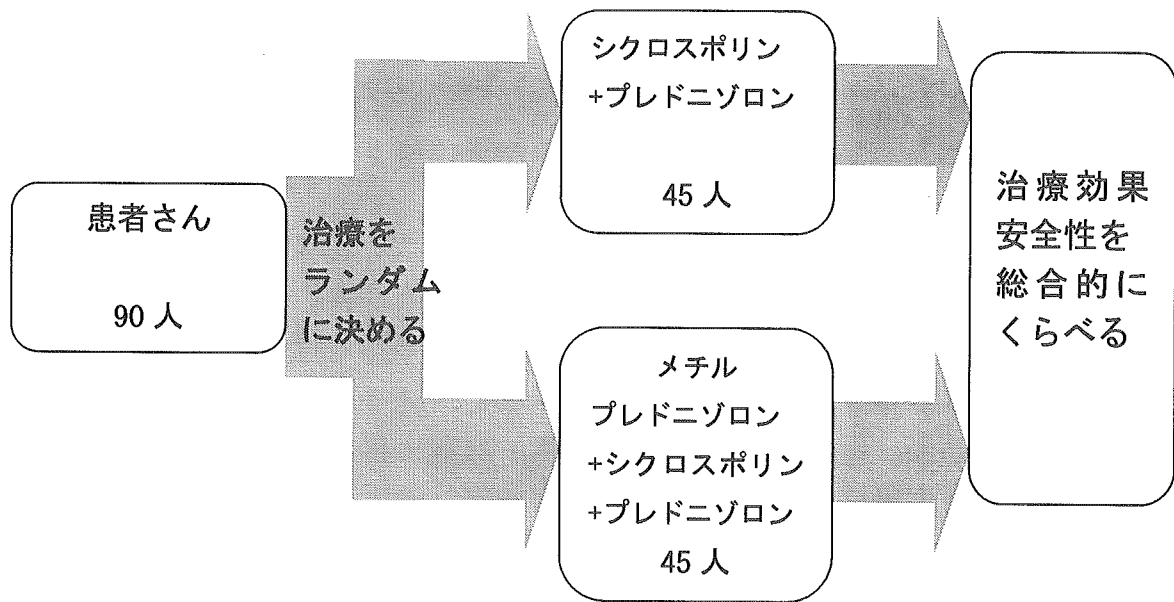 患者さん
90 人
治療を
ランダム
に決める
シクロスポリン
+プレドニゾロン
45 人
メチル
プレドニゾロン
+シクロスポリン
+プレドニゾロン
45 人
治療効果
安全性を
総合的に
くらべる